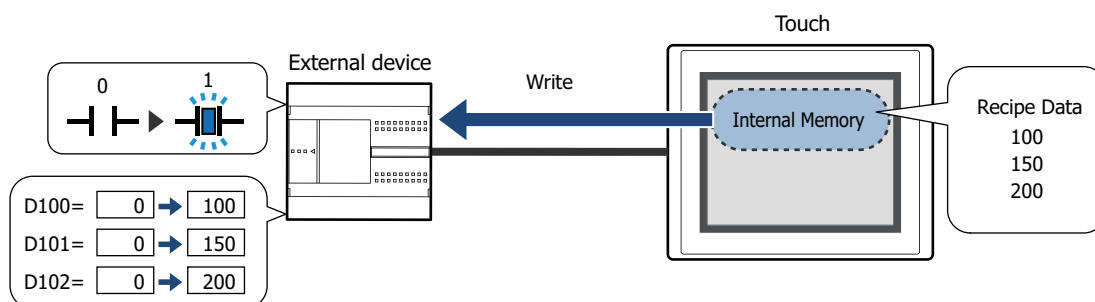 Touch
External device
0
1
Write
Internal Memory
Recipe Data
100
150
200
D100= 0 100
D101= 0 150
D102= 0 200